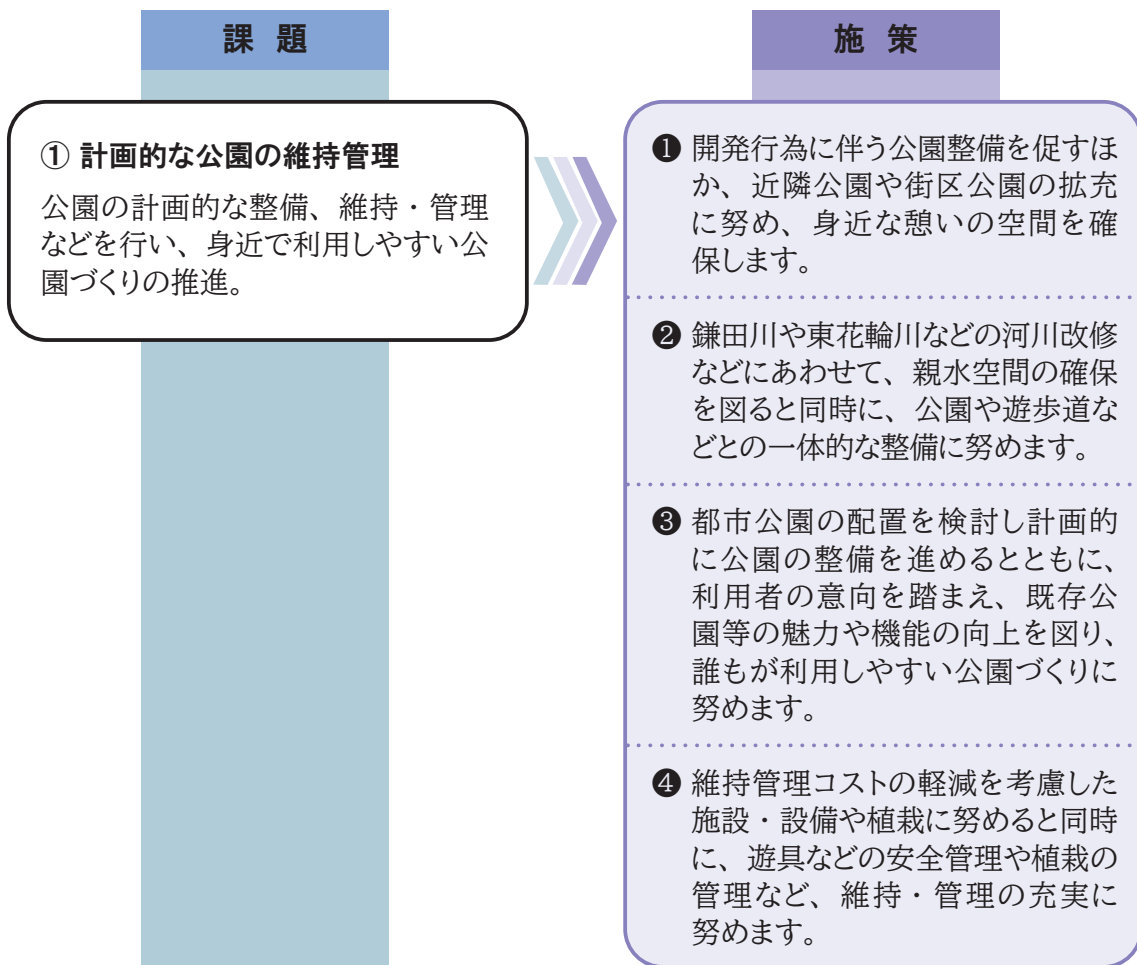 課 題
① 計画的な公園の維持管理
公園の計画的な整備、維持・管理
などを行い、身近で利用しやすい公
園づくりの推進。
施 策
❶ 開発行為に伴う公園整備を促すほ
か、近隣公園や街区公園の拡充
に努め、身近な憩いの空間を確
保します。
❷ 鎌田川や東花輪川などの河川改修
などにあわせて、親水空間の確保
を図ると同時に、公園や遊歩道な
どとの一体的な整備に努めます。
❸ 都市公園の配置を検討し計画的
に公園の整備を進めるとともに、
利用者の意向を踏まえ、既存公
園等の魅力や機能の向上を図り、
誰もが利用しやすい公園づくりに
努めます。
❹ 維持管理コストの軽減を考慮した
施設・設備や植栽に努めると同時
に、遊具などの安全管理や植栽の
管理など、維持・管理の充実に
努めます。